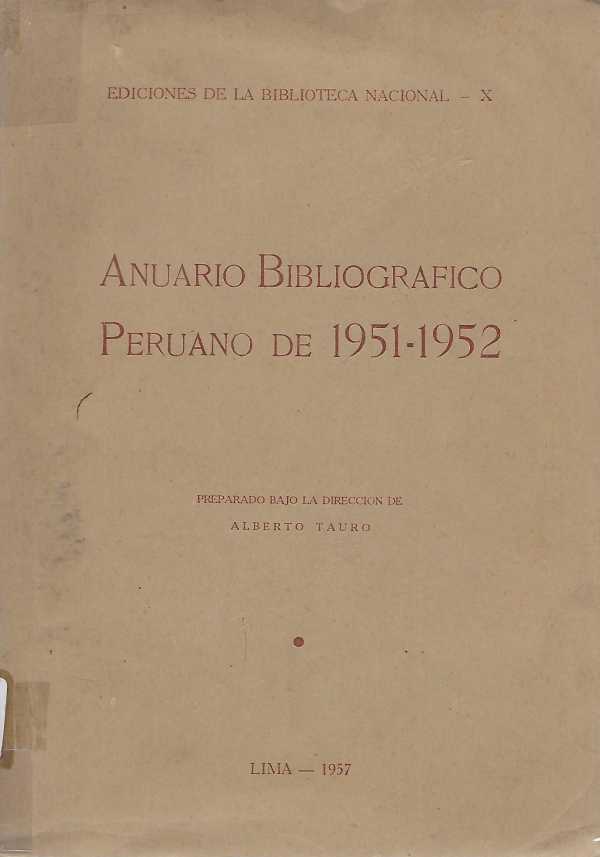 EDICIONES DE LA BIBLIOTECA NACIONAL – X
ANUARIO BIBLIOGRAFICO
PERUANO DE 1951-1952
PREPARADO BAJO LA DIRECCION DE
ALBERTO TAURO
LIMA — 1957